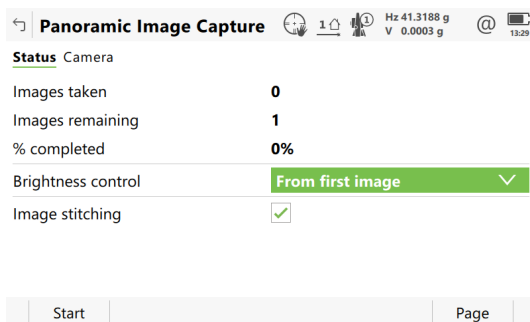 Panoramic Image Capture
1
1
Hz 41.3188 g
V 0.0003 g
@
13:29
Status Camera
Images taken 0
Images remaining 1
% completed 0%
Brightness control From first image
Image stitching
Start Page